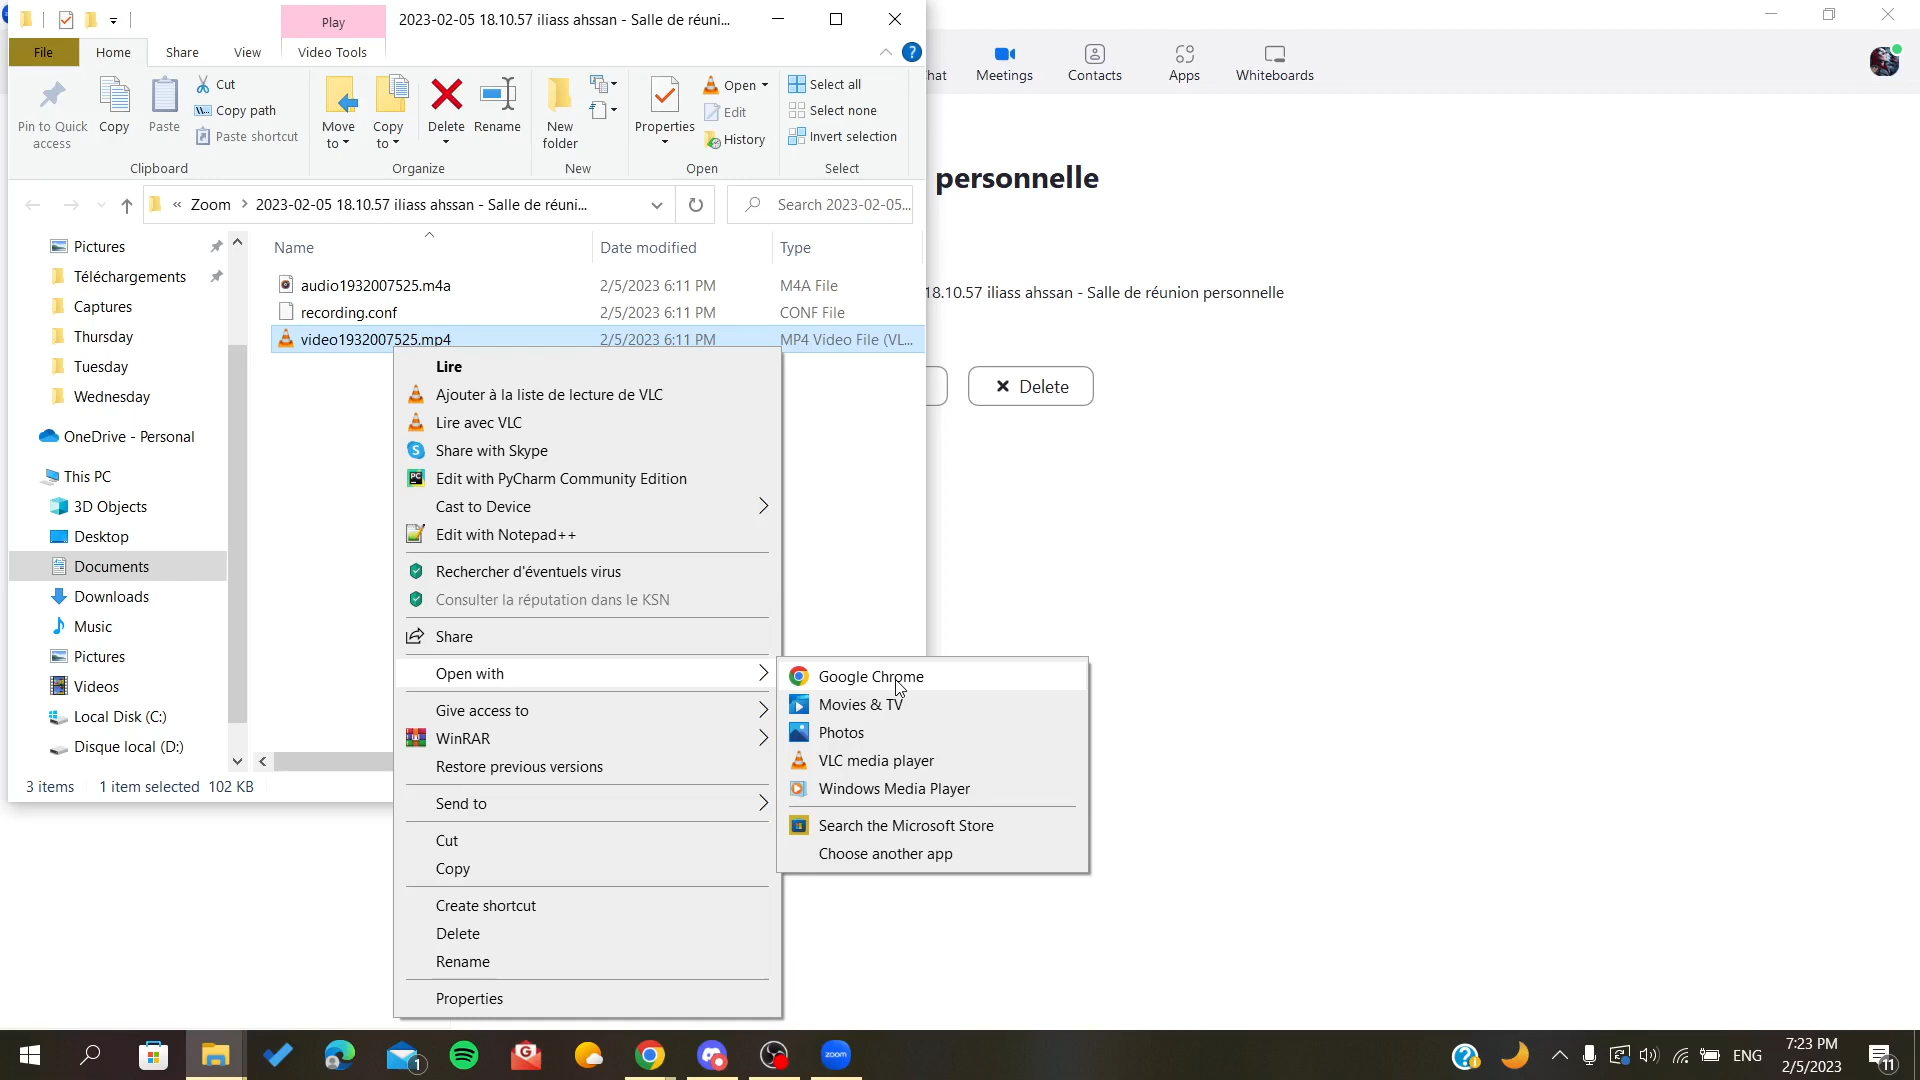 Play
2023-02-05 18.10.57 iliass ahssan - Salle de réuni...
File
Home
Share
View
Video Tools
hat
Meetings
Contacts
Apps
Whiteboards
Pin to Quick access
Copy
Paste
Cut
Copy path
Paste shortcut
Move to
Copy to
Delete
Rename
New folder
Properties
Open
Edit
History
Select all
Select none
Invert selection
Clipboard
Organize
New
Open
Select
personnelle
« Zoom > 2023-02-05 18.10.57 iliass ahssan - Salle de réuni...
Search 2023-02-05...
Pictures
Téléchargements
Captures
Thursday
Tuesday
Wednesday
OneDrive - Personal
This PC
3D Objects
Desktop
Documents
Downloads
Music
Pictures
Videos
Local Disk (C:)
Disque local (D:)
Name
Date modified
Type
audio1932007525.m4a 2/5/2023 6:11 PM M4A File
recording.conf 2/5/2023 6:11 PM CONF File
video1932007525.mp4 2/5/2023 6:11 PM MP4 Video File (VL...
18.10.57 iliass ahssan - Salle de réunion personnelle
Delete
Lire
Ajouter à la liste de lecture de VLC
Lire avec VLC
Share with Skype
Edit with PyCharm Community Edition
Cast to Device
Edit with Notepad++
Rechercher d'éventuels virus
Consulter la réputation dans le KSN
Share
Open with
Give access to
WinRAR
Restore previous versions
Send to
Cut
Copy
Create shortcut
Delete
Rename
Properties
Google Chrome
Movies & TV
Photos
VLC media player
Windows Media Player
Search the Microsoft Store
Choose another app
3 items
1 item selected 102 KB
1
zoom
ENG
7:23 PM
2/5/2023
11